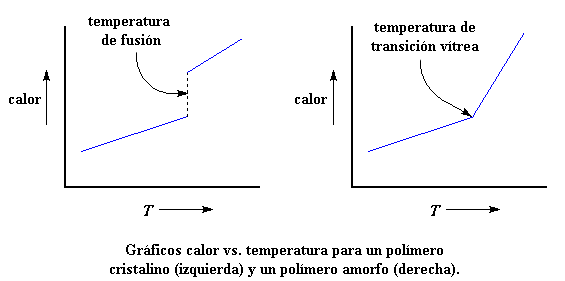 temperatura
de fusión
calor
T
temperatura de
transición vítrea
calor
T
Gráficos calor vs. temperatura para un polímero
cristalino (izquierda) y un polímero amorfo (derecha).